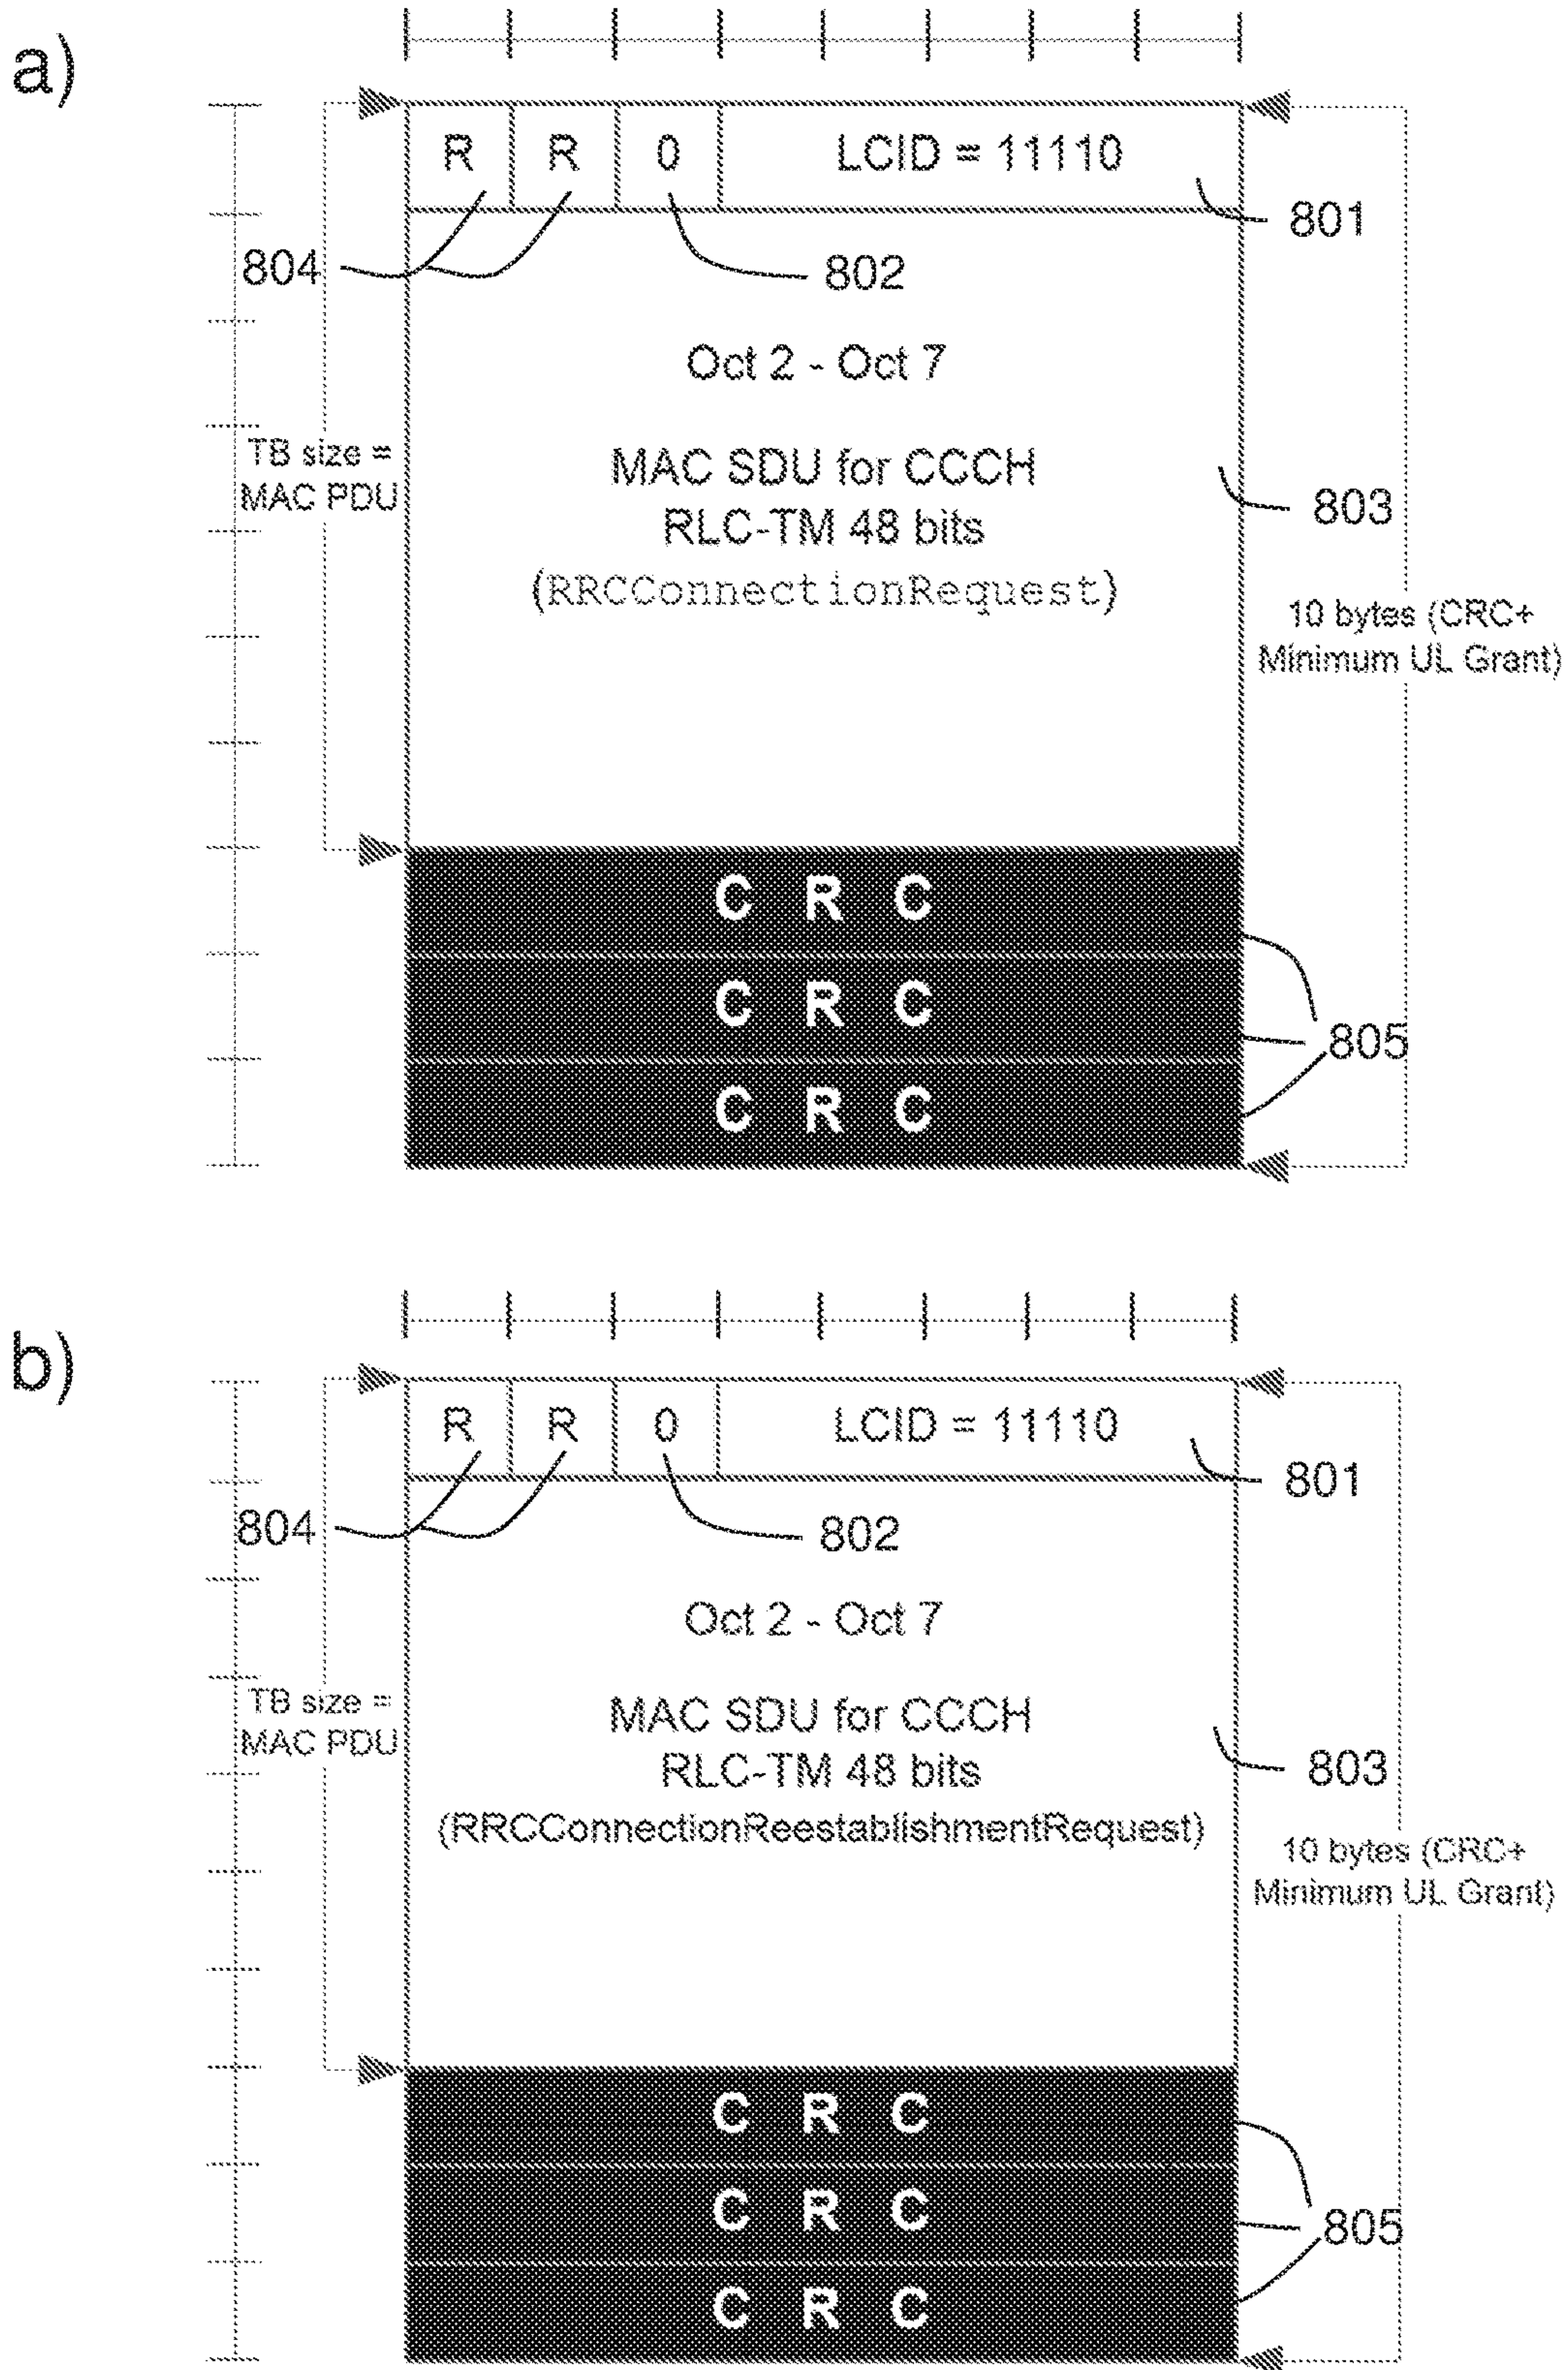 a)
R R 0 LCID = 11110
801
804
802
Oct 2 - Oct 7
TB size =
MAC PDU
MAC SDU for CCCH
RLC-TM 48 bits
(RRCConnectionRequest)
803
10 bytes (CRC+
Minimum UL Grant)
C R C
C R C
805
C R C
b)
R R 0 LCID = 11110
801
804
802
Oct 2 - Oct 7
TB size =
MAC PDU
MAC SDU for CCCH
RLC-TM 48 bits
(RRCConnectionReestablishmentRequest)
803
10 bytes (CRC+
Minimum UL Grant)
C R C
C R C
805
C R C